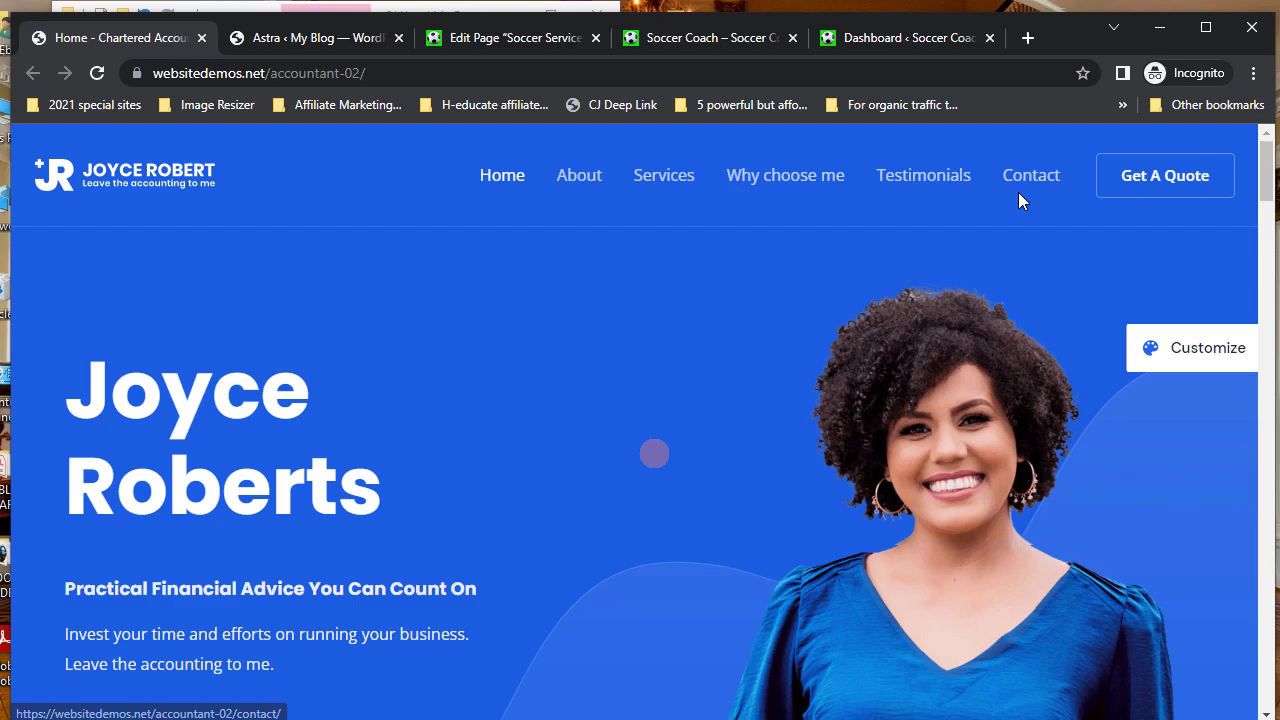 Home - Chartered Accou
Astra ‹ My Blog — Word
Edit Page “Soccer Service
Soccer Coach – Soccer C
Dashboard ‹ Soccer Coac
websitedemos.net/accountant-02/
Incognito
2021 special sites
Image Resizer
Affiliate Marketing...
H-educate affiliate...
CJ Deep Link
5 powerful but affo...
For organic traffic t...
»
Other bookmarks
JR JOYCE ROBERT
Leave the accounting to me
Home
About
Services
Why choose me
Testimonials
Contact
Get A Quote
Customize
Joyce
Roberts
Practical Financial Advice You Can Count On
Invest your time and efforts on running your business.
Leave the accounting to me.
https://websitedemos.net/accountant-02/contact/